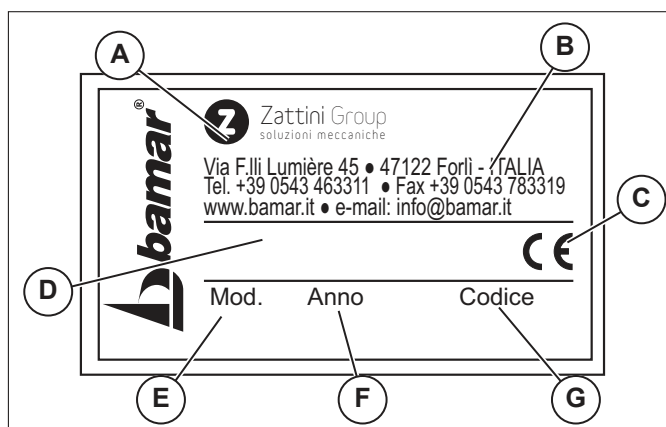 A
B
Zattini Group
soluzioni meccaniche
bamar®
Via F.lli Lumière 45 ● 47122 Forlì - ITALIA
Tel. +39 0543 463311 ● Fax +39 0543 783319
www.bamar.it ● e-mail: info@bamar.it
C
CE
D
Mod. Anno Codice
E F G